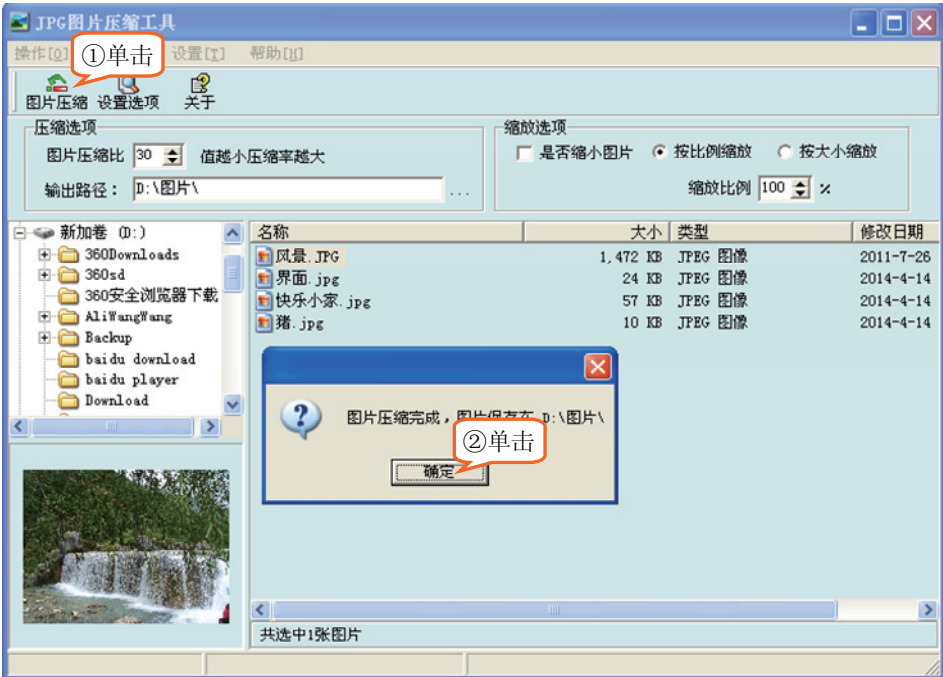 JPG图片压缩工具
操作[O] 设置[T] 帮助[H]
①单击
图片压缩 设置选项 关于
压缩选项
图片压缩比 30 值越小压缩率越大
输出路径： D:\图片\ ...
缩放选项
是否缩小图片 按比例缩放 按大小缩放
缩放比例 100 %
新加卷 (D:)
360Downloads
360sd
360安全浏览器下载
AliWangWang
Backup
baidu download
baidu player
Download
名称 大小 类型 修改日期
风景.JPG 1,472 KB JPEG 图像 2011-7-26
界面.jpg 24 KB JPEG 图像 2014-4-14
快乐小家.jpg 57 KB JPEG 图像 2014-4-14
猪.jpg 10 KB JPEG 图像 2014-4-14
图片压缩完成，图片保存在 D:\图片\
②单击
确定
共选中1张图片